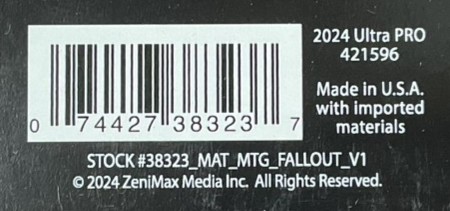 2024 Ultra PRO
421596
Made in U.S.A.
with imported
materials
0 74427 38323 7
STOCK #38323_MAT_MTG_FALLOUT_V1
© 2024 ZeniMax Media Inc. All Rights Reserved.